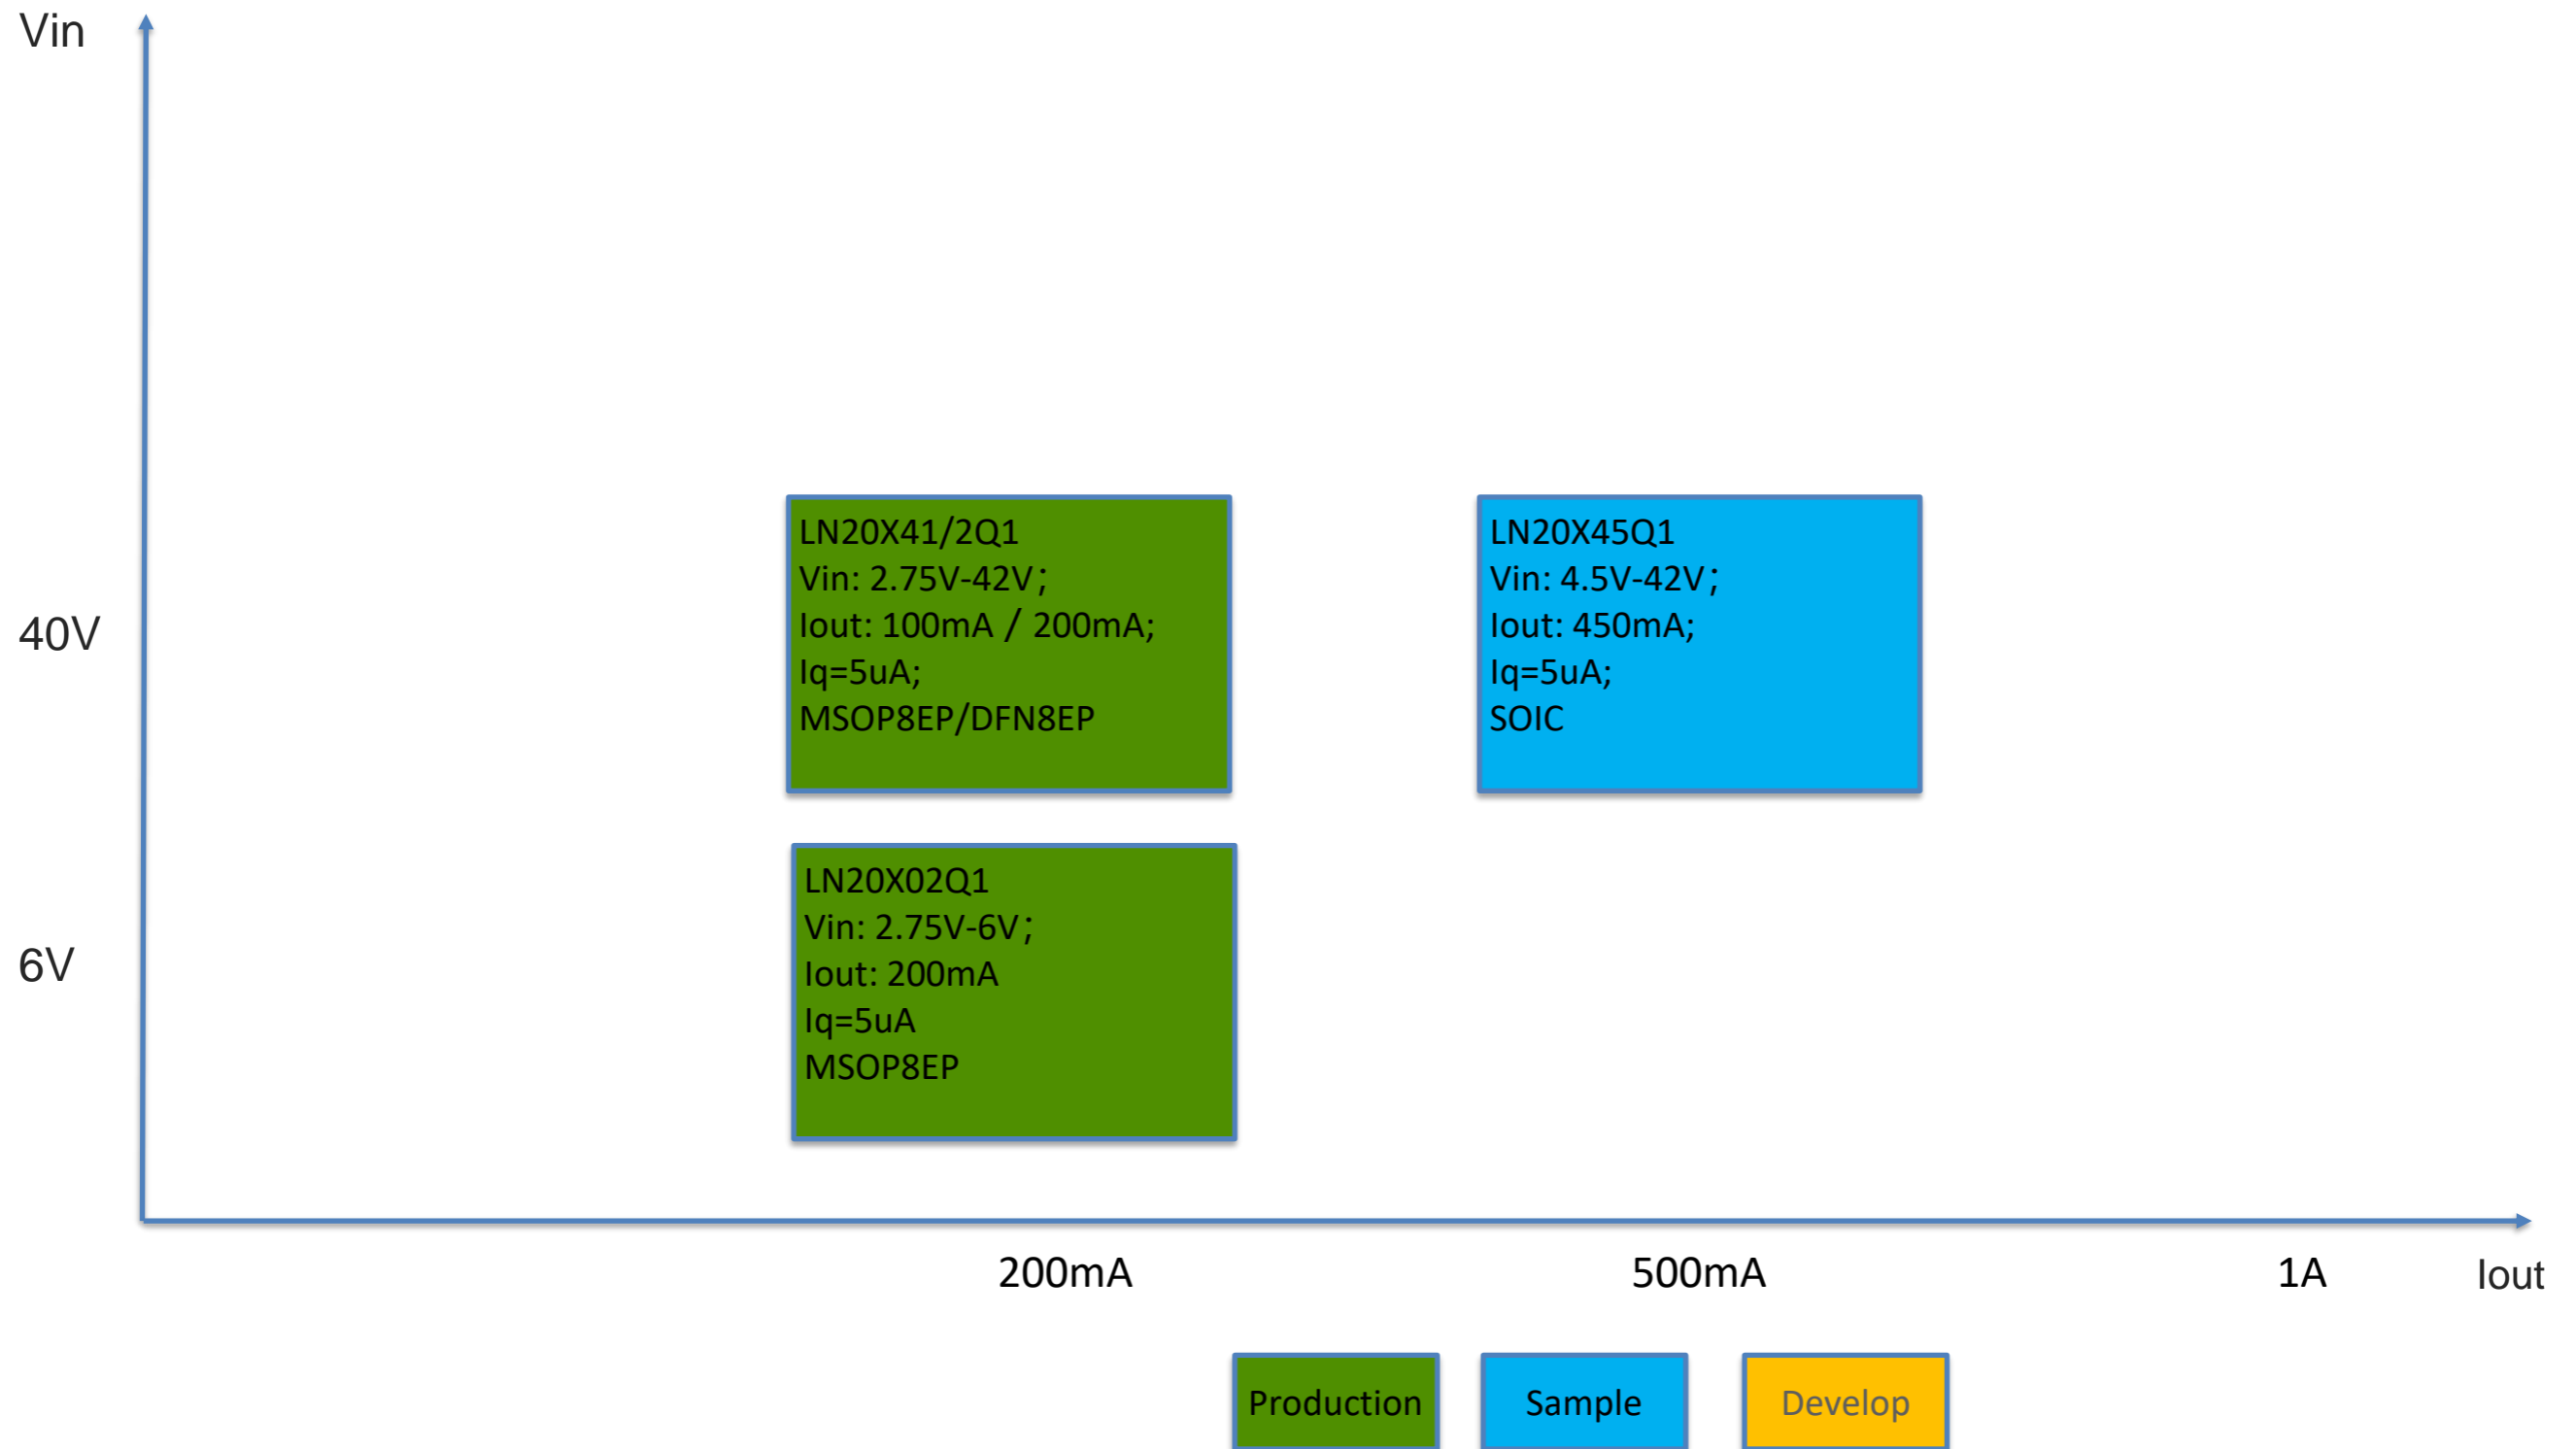 Vin
LN20X41/2Q1
Vin: 2.75V-42V；
Iout: 100mA / 200mA;
Iq=5uA;
MSOP8EP/DFN8EP
LN20X45Q1
Vin: 4.5V-42V；
Iout: 450mA;
Iq=5uA;
SOIC
40V
LN20X02Q1
Vin: 2.75V-6V；
Iout: 200mA
Iq=5uA
MSOP8EP
6V
200mA
500mA
1A
Iout
Production
Sample
Develop